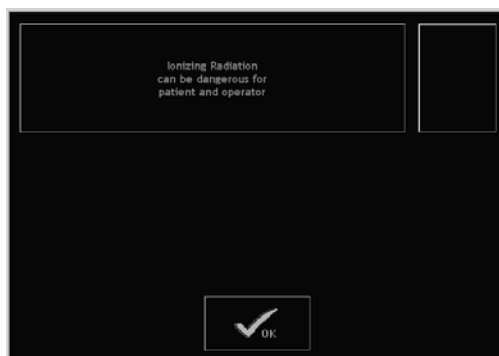 Ionizing Radiation
can be dangerous for
patient and operator
OK